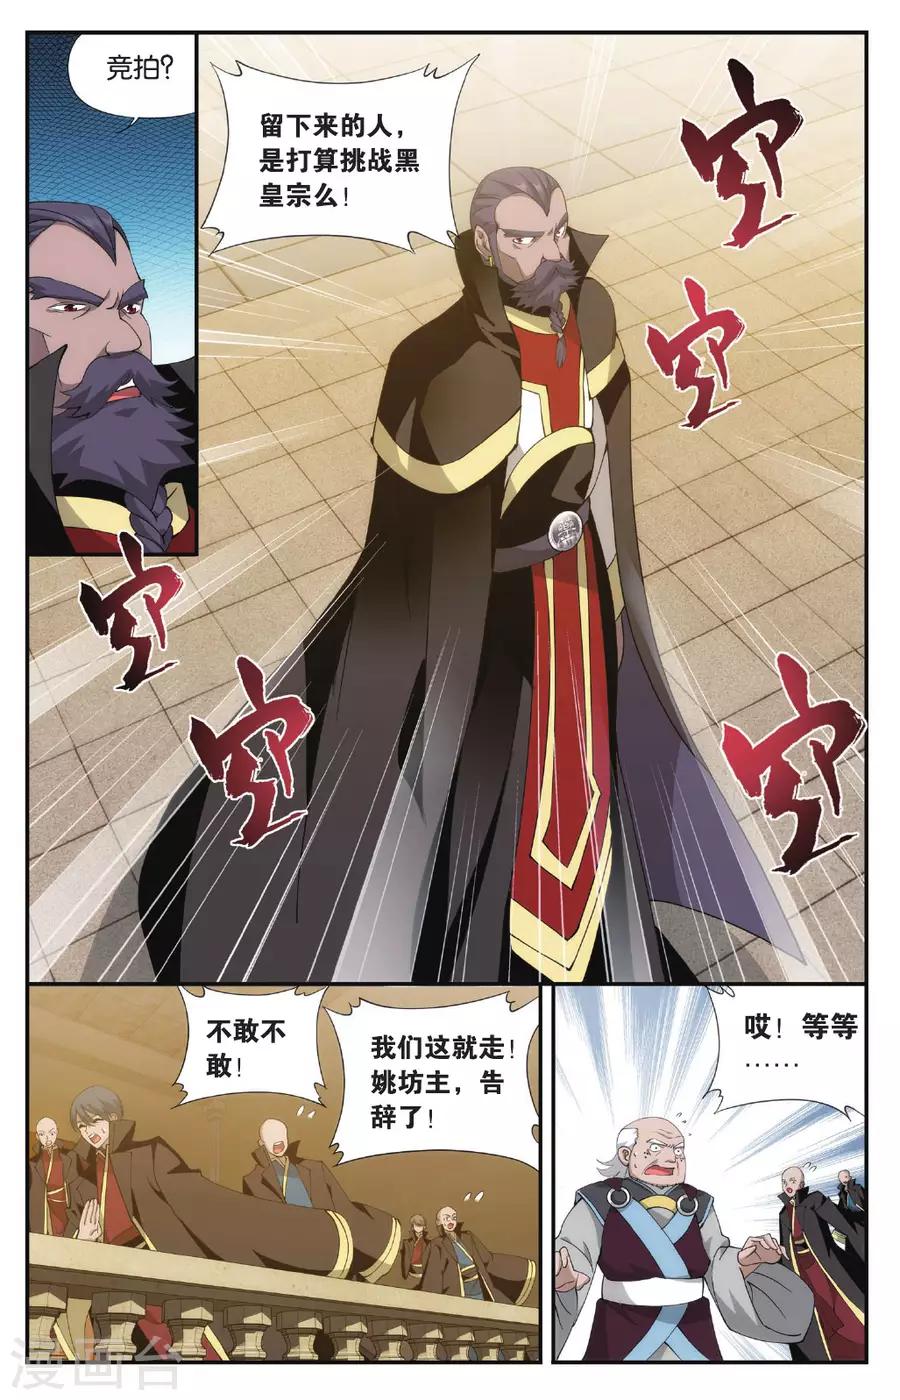 竞拍?
留下来的人，
是打算挑战黑
皇宗么！
空
空
空
空
空
不敢不
敢！
我们这就走！
姚坊主，告
辞了！
哎！等等
……
漫画台